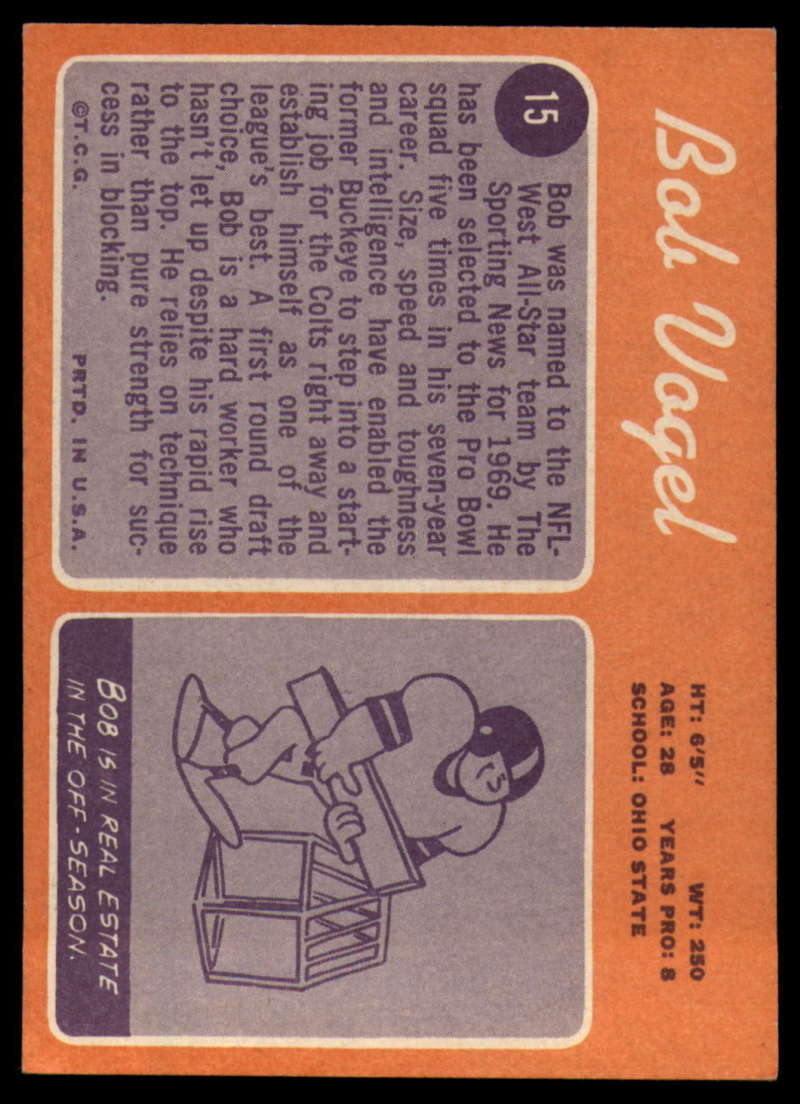 Bob Vogel
HT: 6'5" WT: 250
AGE: 28 YEARS PRO: 8
SCHOOL: OHIO STATE
15
Bob was named to the NFL-
West All-Star team by The
Sporting News for 1969. He
has been selected to the Pro Bowl
squad five times in his seven-year
career. Size, speed and toughness
and intelligence have enabled the
former Buckeye to step into a start-
ing job for the Colts right away and
establish himself as one of the
league's best. A first round draft
choice, Bob is a hard worker who
hasn't let up despite his rapid rise
to the top. He relies on technique
rather than pure strength for suc-
cess in blocking.
©T.C.G. PRTD. IN U.S.A.
BOB IS IN REAL ESTATE
IN THE OFF-SEASON.